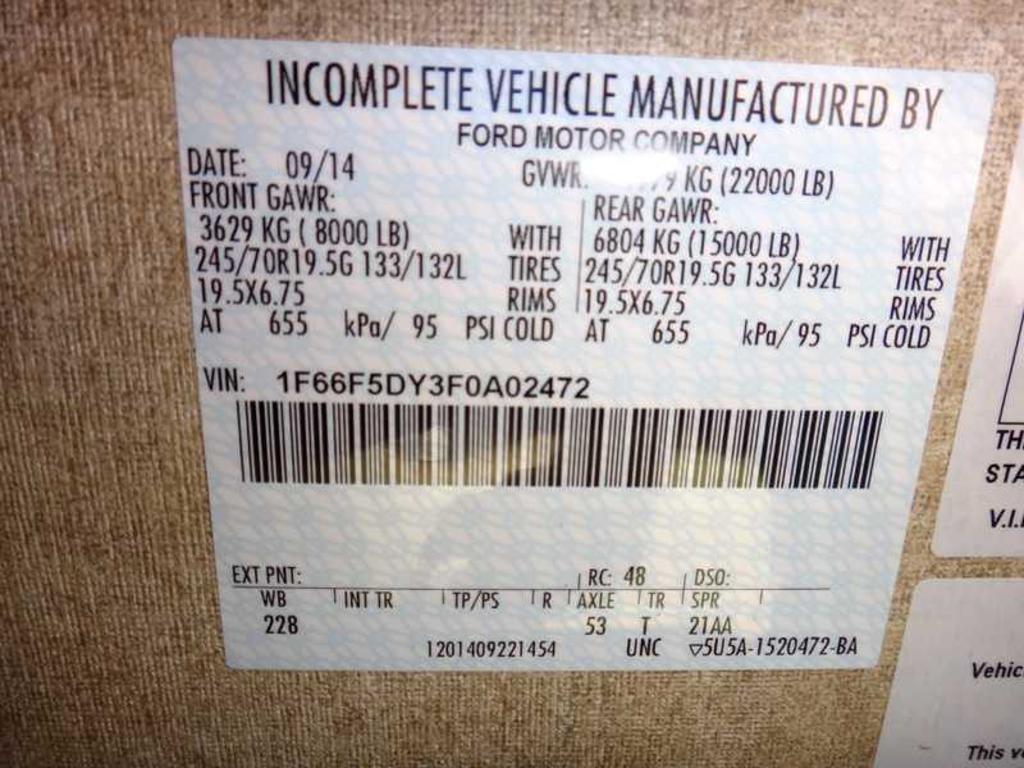 INCOMPLETE VEHICLE MANUFACTURED BY
FORD MOTOR COMPANY
DATE: 09/14 GVWR 9 KG (22000 LB)
FRONT GAWR: REAR GAWR:
3629 KG ( 8000 LB) WITH 6804 KG (15000 LB) WITH
245/70R19.5G 133/132L TIRES 245/70R19.5G 133/132L TIRES
19.5X6.75 RIMS 19.5X6.75 RIMS
AT 655 kPa/ 95 PSI COLD AT 655 kPa/ 95 PSI COLD
VIN: 1F66F5DY3F0A02472
EXT PNT: RC: 48 DSO:
WB INT TR TP/PS R AXLE TR SPR
228 53 T 21AA
1201409221454 UNC ▽5U5A-1520472-BA
TH
STA
V.I.
Vehic
This